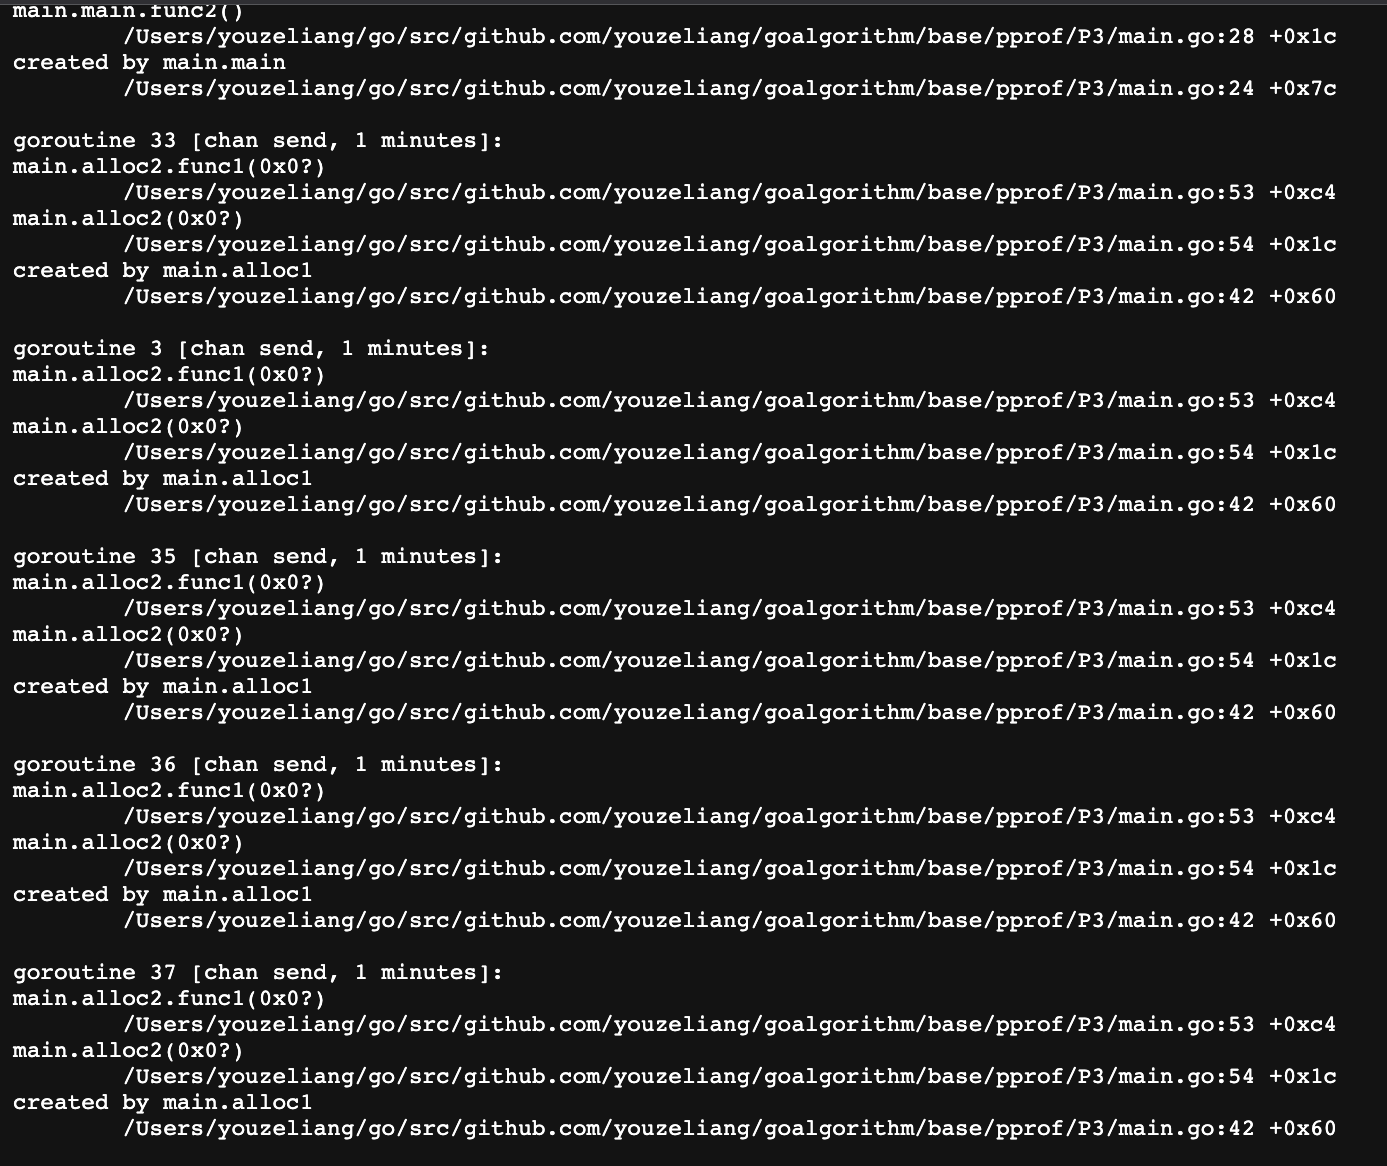 main.main.func2()
/Users/youzeliang/go/src/github.com/youzeliang/goalgorithm/base/pprof/P3/main.go:28 +0x1c
created by main.main
/Users/youzeliang/go/src/github.com/youzeliang/goalgorithm/base/pprof/P3/main.go:24 +0x7c
goroutine 33 [chan send, 1 minutes]:
main.alloc2.func1(0x0?)
/Users/youzeliang/go/src/github.com/youzeliang/goalgorithm/base/pprof/P3/main.go:53 +0xc4
main.alloc2(0x0?)
/Users/youzeliang/go/src/github.com/youzeliang/goalgorithm/base/pprof/P3/main.go:54 +0x1c
created by main.alloc1
/Users/youzeliang/go/src/github.com/youzeliang/goalgorithm/base/pprof/P3/main.go:42 +0x60
goroutine 3 [chan send, 1 minutes]:
main.alloc2.func1(0x0?)
/Users/youzeliang/go/src/github.com/youzeliang/goalgorithm/base/pprof/P3/main.go:53 +0xc4
main.alloc2(0x0?)
/Users/youzeliang/go/src/github.com/youzeliang/goalgorithm/base/pprof/P3/main.go:54 +0x1c
created by main.alloc1
/Users/youzeliang/go/src/github.com/youzeliang/goalgorithm/base/pprof/P3/main.go:42 +0x60
goroutine 35 [chan send, 1 minutes]:
main.alloc2.func1(0x0?)
/Users/youzeliang/go/src/github.com/youzeliang/goalgorithm/base/pprof/P3/main.go:53 +0xc4
main.alloc2(0x0?)
/Users/youzeliang/go/src/github.com/youzeliang/goalgorithm/base/pprof/P3/main.go:54 +0x1c
created by main.alloc1
/Users/youzeliang/go/src/github.com/youzeliang/goalgorithm/base/pprof/P3/main.go:42 +0x60
goroutine 36 [chan send, 1 minutes]:
main.alloc2.func1(0x0?)
/Users/youzeliang/go/src/github.com/youzeliang/goalgorithm/base/pprof/P3/main.go:53 +0xc4
main.alloc2(0x0?)
/Users/youzeliang/go/src/github.com/youzeliang/goalgorithm/base/pprof/P3/main.go:54 +0x1c
created by main.alloc1
/Users/youzeliang/go/src/github.com/youzeliang/goalgorithm/base/pprof/P3/main.go:42 +0x60
goroutine 37 [chan send, 1 minutes]:
main.alloc2.func1(0x0?)
/Users/youzeliang/go/src/github.com/youzeliang/goalgorithm/base/pprof/P3/main.go:53 +0xc4
main.alloc2(0x0?)
/Users/youzeliang/go/src/github.com/youzeliang/goalgorithm/base/pprof/P3/main.go:54 +0x1c
created by main.alloc1
/Users/youzeliang/go/src/github.com/youzeliang/goalgorithm/base/pprof/P3/main.go:42 +0x60